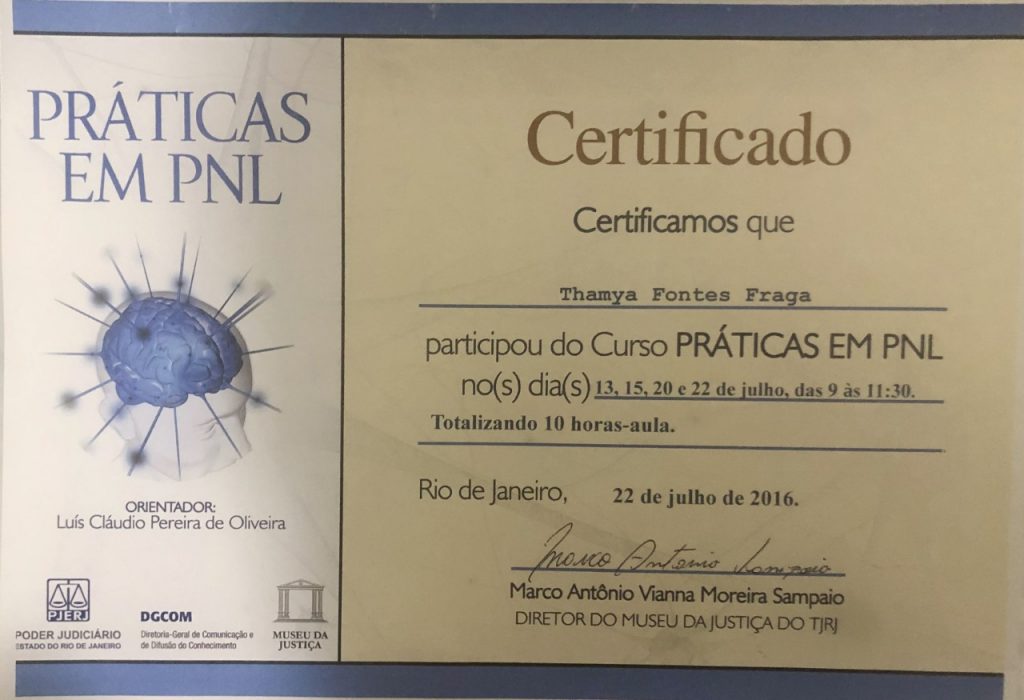 PRÁTICAS
EM PNL
ORIENTADOR:
Luís Cláudio Pereira de Oliveira
PJERJ
PODER JUDICIÁRIO
ESTADO DO RIO DE JANEIRO
DGCOM
Diretoria-Geral de Comunicação e
de Difusão do Conhecimento
MUSEU DA
JUSTIÇA
Certificado
Certificamos que
Thamya Fontes Fraga
participou do Curso PRÁTICAS EM PNL
no(s) dia(s) 13, 15, 20 e 22 de julho, das 9 às 11:30.
Totalizando 10 horas-aula.
Rio de Janeiro, 22 de julho de 2016.
Marco Antonio Sampaio
Marco Antônio Vianna Moreira Sampaio
DIRETOR DO MUSEU DA JUSTIÇA DO TJRJ